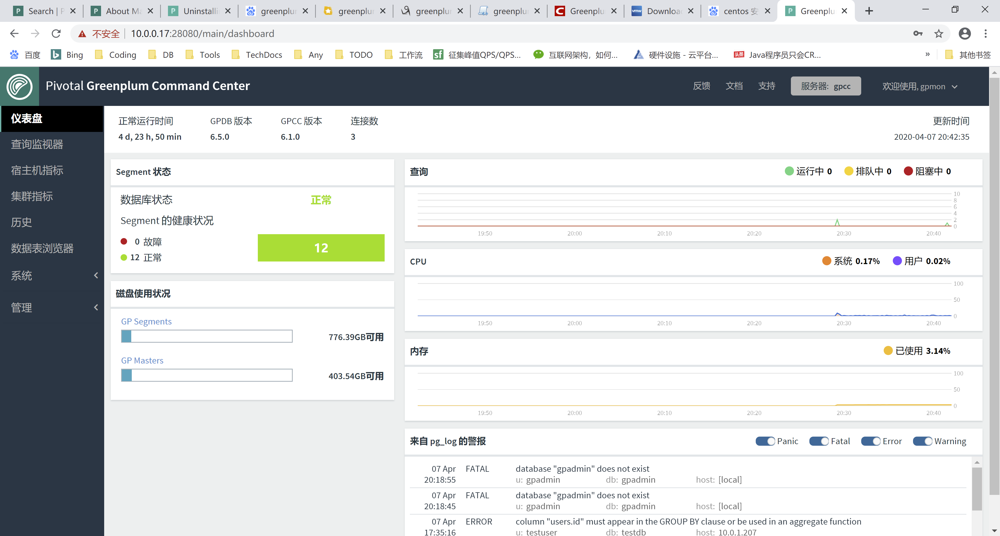 Search | P
About Ma
Uninstallin
greenplum
greenplum
greenplum
greenplum
Greenplu
Download
centos 安
Greenplu
不安全 10.0.0.17:28080/main/dashboard
百度 Bing Coding DB Tools TechDocs Any TODO 工作流 征集峰值QPS/QPS... 互联网架构，如何... 硬件设施 - 云平台... 头条 Java程序员只会CR... » 其他书签
Pivotal Greenplum Command Center
反馈 文档 支持 服务器: gpcc 欢迎使用, gpmon
仪表盘
查询监视器
宿主机指标
集群指标
历史
数据表浏览器
系统
管理
正常运行时间 GPDB 版本 GPCC 版本 连接数 更新时间
4 d, 23 h, 50 min 6.5.0 6.1.0 3 2020-04-07 20:42:35
Segment 状态
数据库状态 正常
Segment 的健康状况
0 故障
12 正常
12
磁盘使用状况
GP Segments
776.39GB可用
GP Masters
403.54GB可用
查询 运行中 0 排队中 0 阻塞中 0
10
8
6
4
2
0
19:50 20:00 20:10 20:20 20:30 20:40
CPU 系统 0.17% 用户 0.02%
100
50
0
19:50 20:00 20:10 20:20 20:30 20:40
内存 已使用 3.14%
100
50
0
19:50 20:00 20:10 20:20 20:30 20:40
来自 pg_log 的警报 Panic Fatal Error Warning
07 Apr FATAL database "gpadmin" does not exist
20:18:55 u: gpadmin db: gpadmin host: [local]
07 Apr FATAL database "gpadmin" does not exist
20:18:45 u: gpadmin db: gpadmin host: [local]
07 Apr ERROR column "users.id" must appear in the GROUP BY clause or be used in an aggregate function
17:35:16 u: testuser db: testdb host: 10.0.1.207